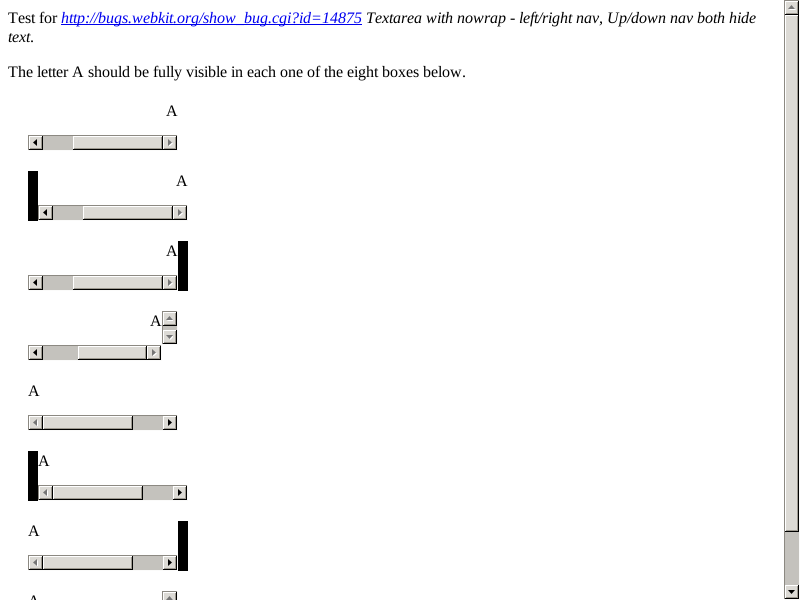 Test for http://bugs.webkit.org/show_bug.cgi?id=14875 Textarea with nowrap - left/right nav, Up/down nav both hide
text.
The letter A should be fully visible in each one of the eight boxes below.
A
A
A
A
A
A
A
A